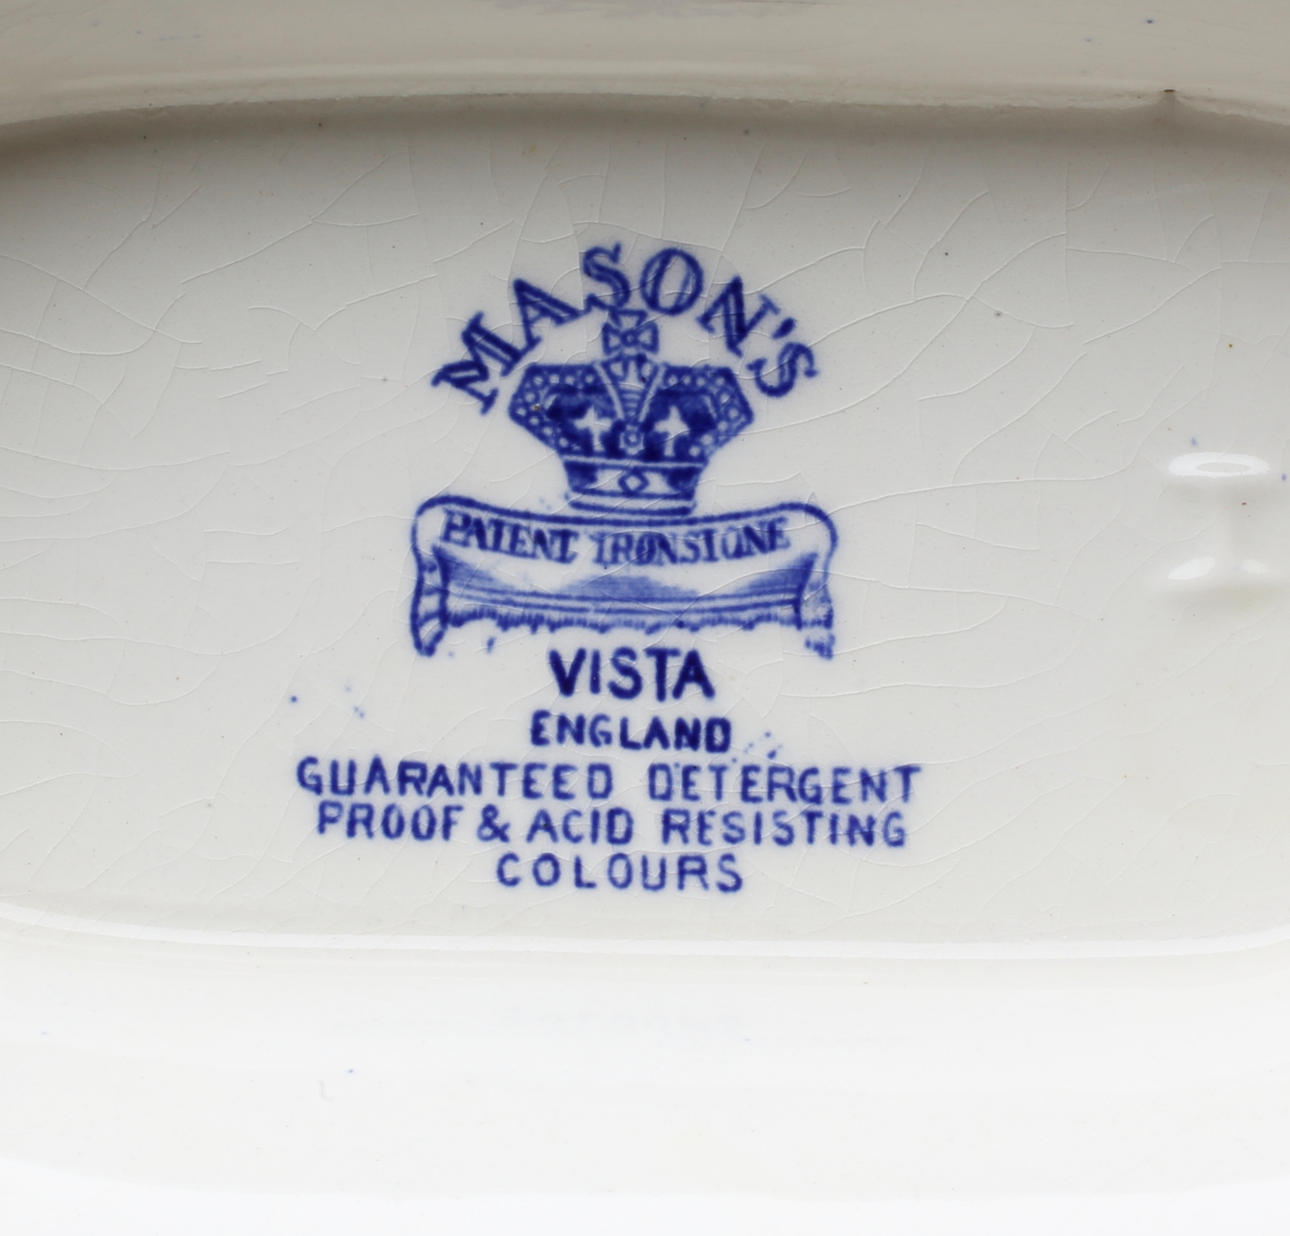 MASON'S
PATENT IRONSTONE
VISTA
ENGLAND
GUARANTEED DETERGENT
PROOF & ACID RESISTING
COLOURS